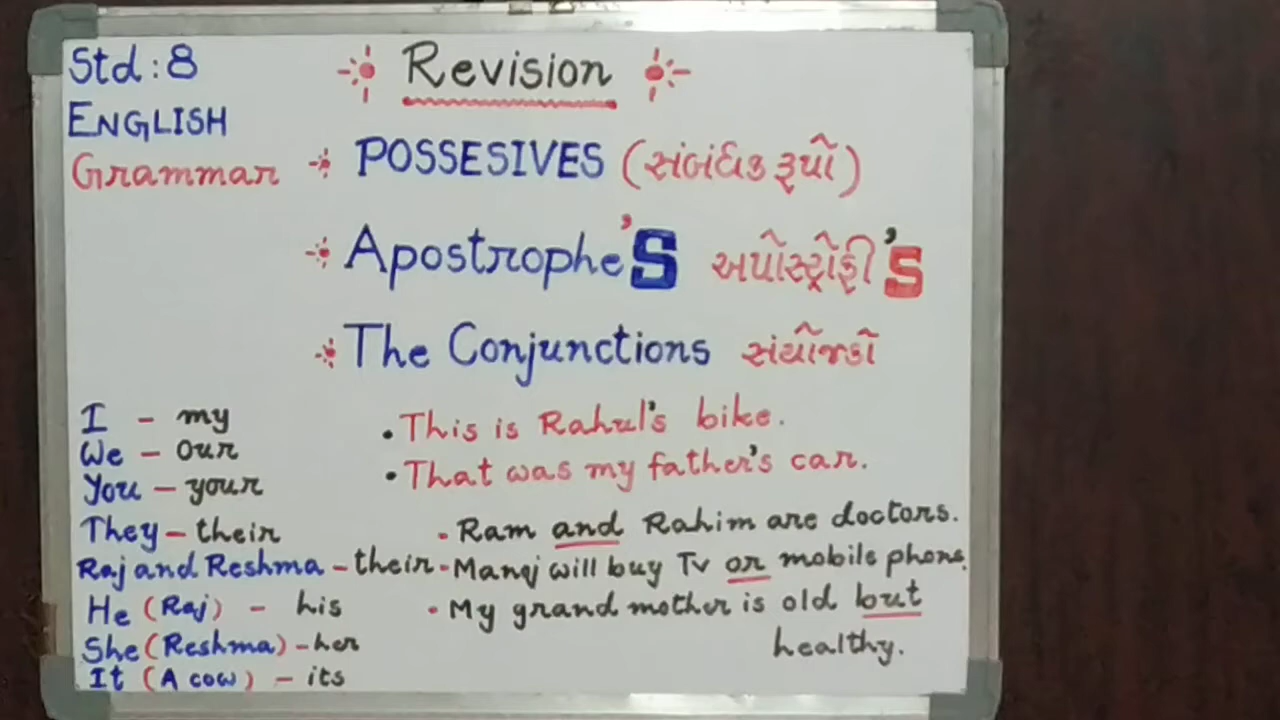 Std : 8
Revision
ENGLISH
Grammar
POSSESIVES (સંબંધક રૂપો)
Apostrophe's અપોસ્ટ્રોફી's
The Conjunctions સંયોજકો
I - my
We - our
You - your
They - their
Raj and Reshma - their
He (Raj) - his
She (Reshma) - her
It (A cow) - its
• This is Rahul's bike.
• That was my father's car.
- Ram and Rahim are doctors.
- Manoj will buy Tv or mobile phone.
- My grand mother is old but
healthy.